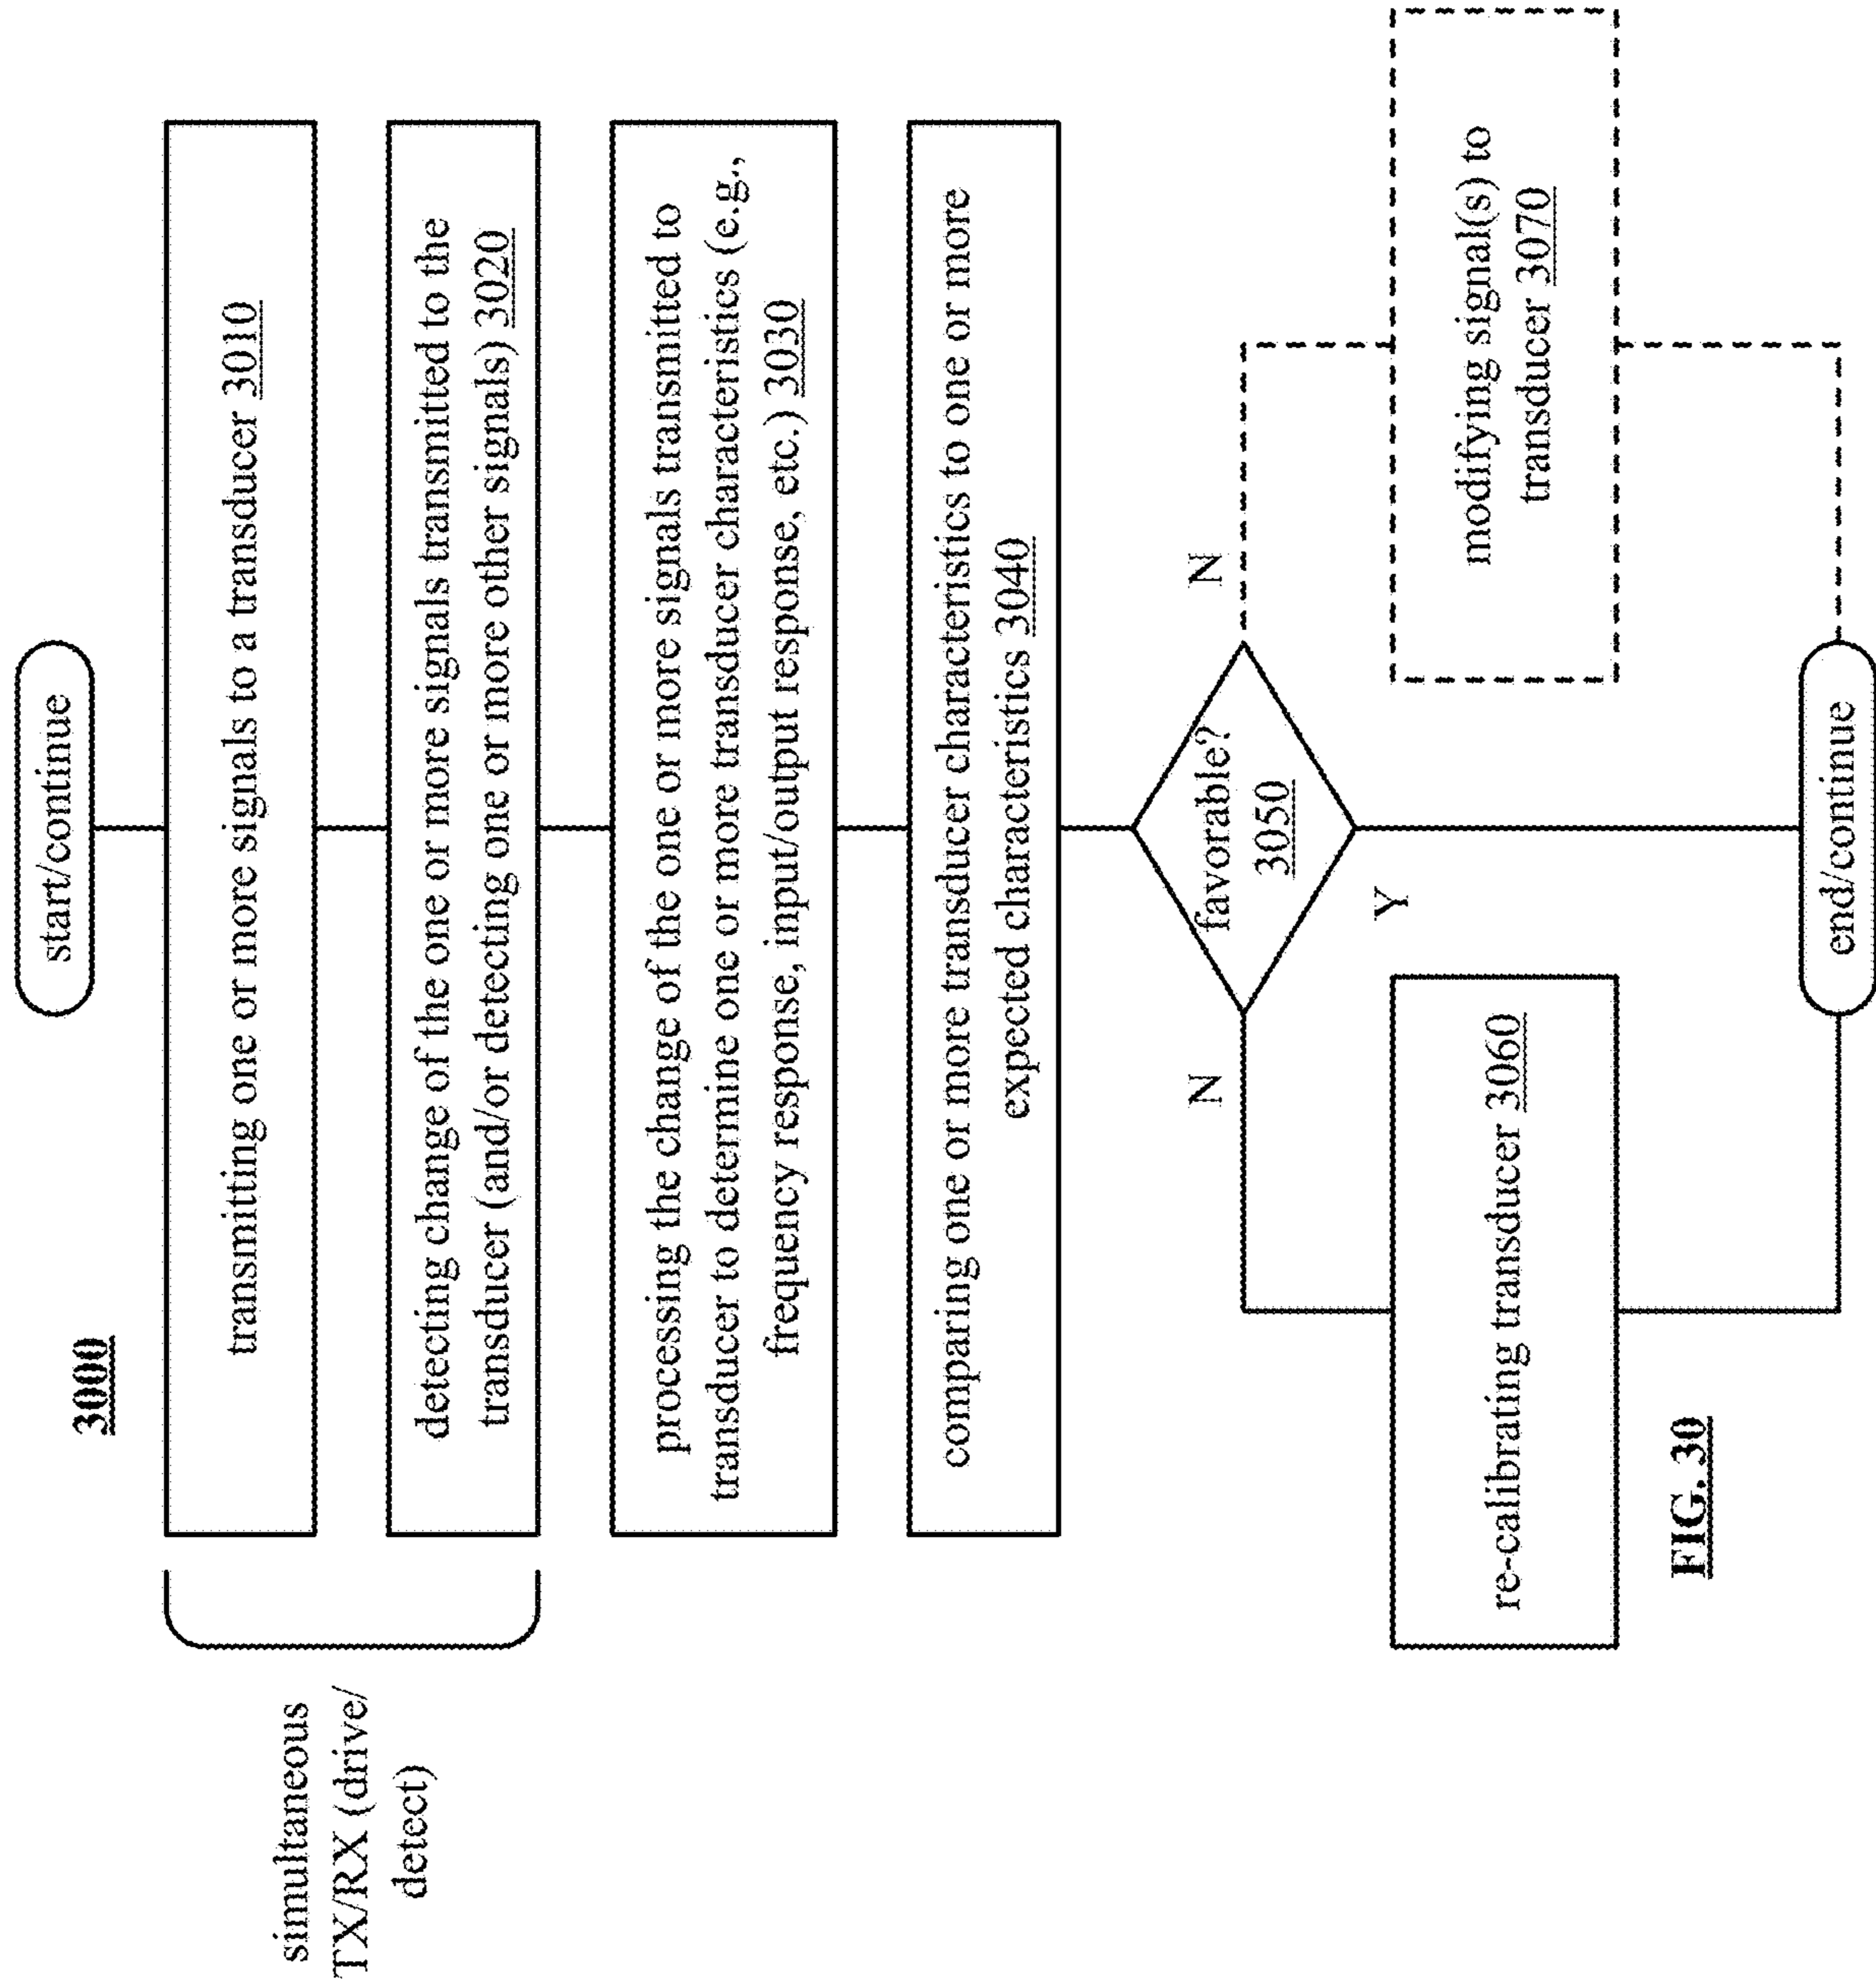 3000
start/continue
simultaneous
TX/RX (drive/
detect)
transmitting one or more signals to a transducer 3010
detecting change of the one or more signals transmitted to the
transducer (and/or detecting one or more other signals) 3020
processing the change of the one or more signals transmitted to
transducer to determine one or more transducer characteristics (e.g.,
frequency response, input/output response, etc.) 3030
comparing one or more transducer characteristics to one or more
expected characteristics 3040
favorable?
3050
N
N
Y
re-calibrating transducer 3060
modifying signal(s) to
transducer 3070
end/continue
FIG. 30